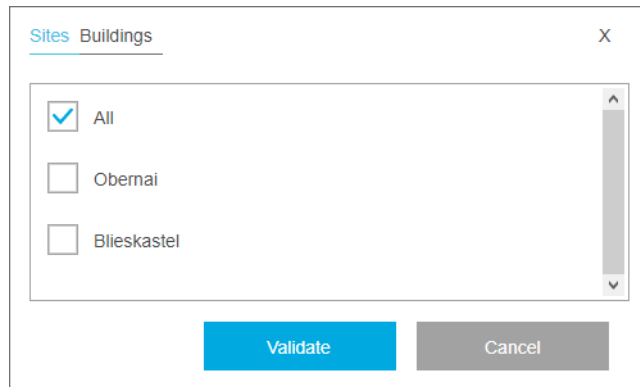 Sites Buildings X
All
Obernai
Blieskastel
Validate Cancel